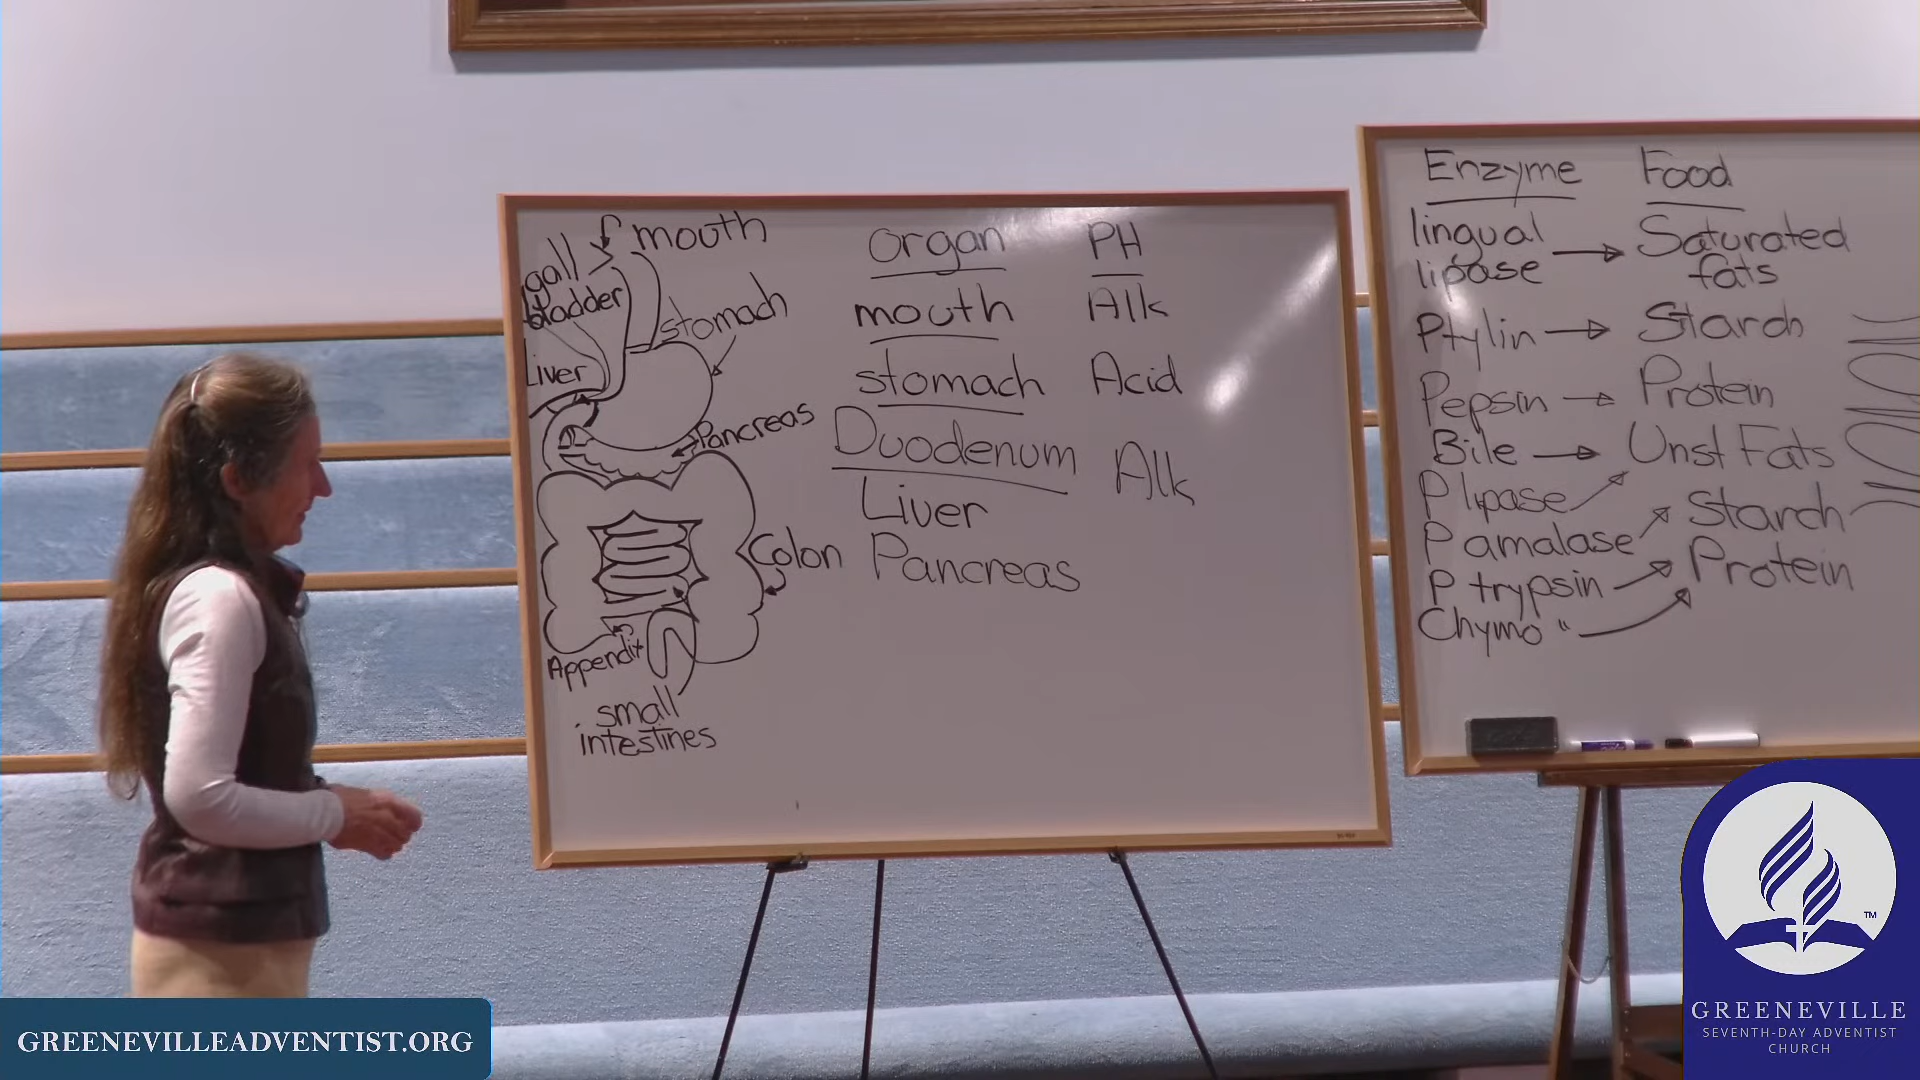 mouth
gall
bladder
stomach
Liver
Pancreas
Colon
Appendix
small
intestines
Organ PH
mouth Alk
stomach Acid
Duodenum Alk
Liver
Pancreas
Enzyme Food
lingual
lipase Saturated
fats
Ptylin Starch
Pepsin Protein
Bile Unst Fats
P lipase
P amalase Starch
P trypsin Protein
Chymo "
GREENEVILLEADVENTIST.ORG
TM
GREENEVILLE
SEVENTH-DAY ADVENTIST
CHURCH